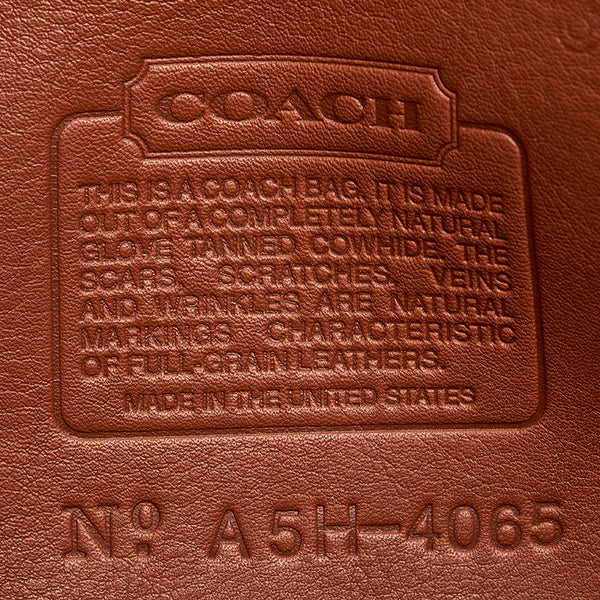 COACH
THIS IS A COACH BAG. IT IS MADE
OUT OF A COMPLETELY NATURAL
GLOVE TANNED COWHIDE. THE
SCARS, SCRATCHES, VEINS
AND WRINKLES ARE NATURAL
MARKINGS CHARACTERISTIC
OF FULL-GRAIN LEATHERS.
MADE IN THE UNITED STATES
Nº A5H-4065